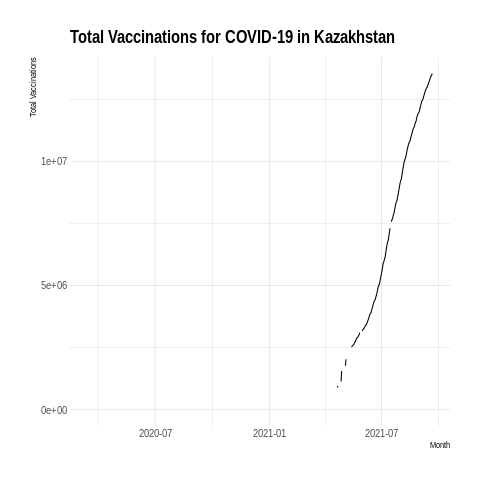 Total Vaccinations for COVID-19 in Kazakhstan
Total Vaccinations
1e+07
5e+06
0e+00
2020-07
2021-01
2021-07
Month